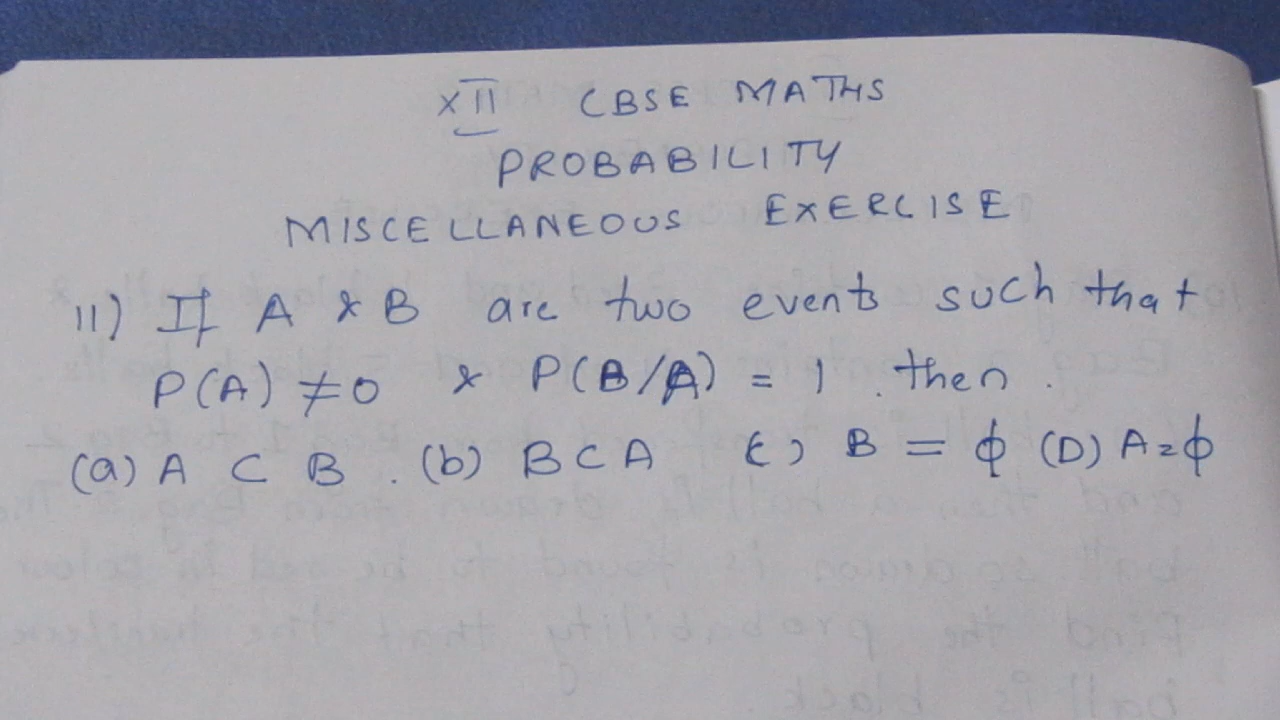 XII CBSE MATHS
PROBABILITY
MISCELLANEOUS EXERCISE
11) If A & B are two events such that
P(A) ≠ 0 & P(B/A) = 1 . then .
(a) A ⊂ B . (b) B ⊂ A (c) B = ϕ (D) A = ϕ